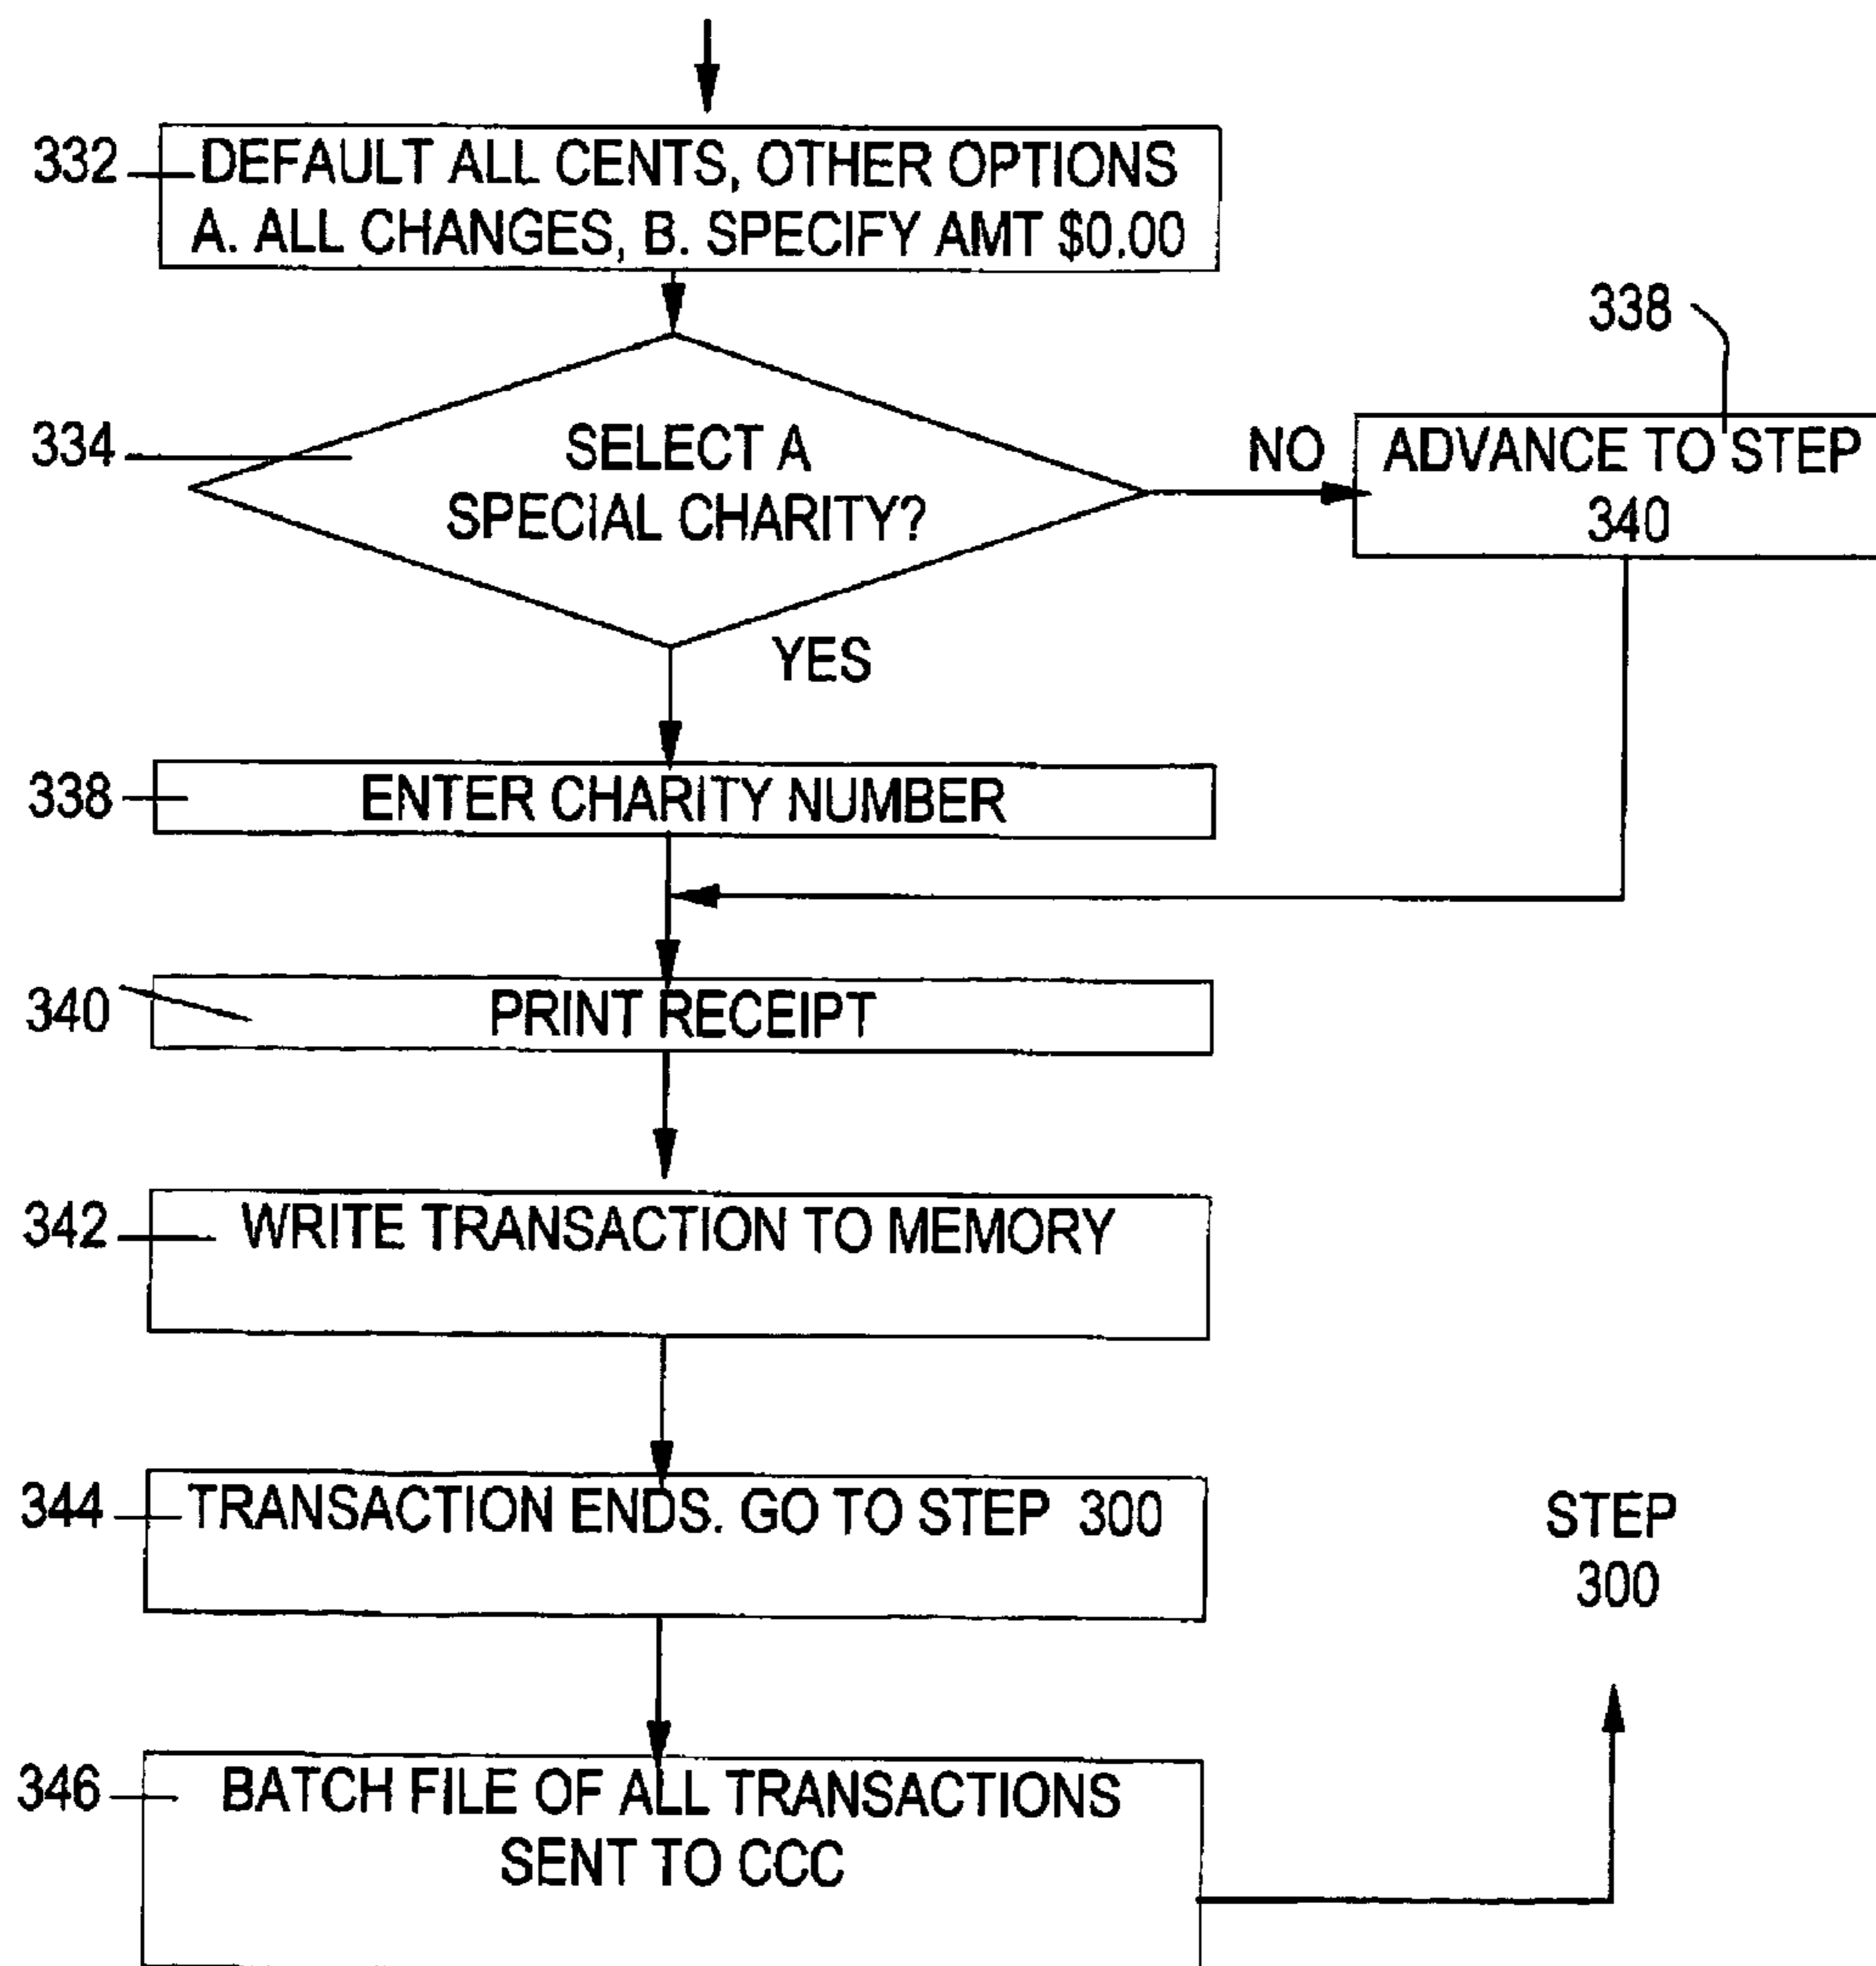 332
DEFAULT ALL CENTS, OTHER OPTIONS
A. ALL CHANGES, B. SPECIFY AMT $0.00
338
334
SELECT A
SPECIAL CHARITY?
NO
ADVANCE TO STEP
340
YES
338
ENTER CHARITY NUMBER
340
PRINT RECEIPT
342
WRITE TRANSACTION TO MEMORY
344
TRANSACTION ENDS. GO TO STEP 300
STEP
300
346
BATCH FILE OF ALL TRANSACTIONS
SENT TO CCC